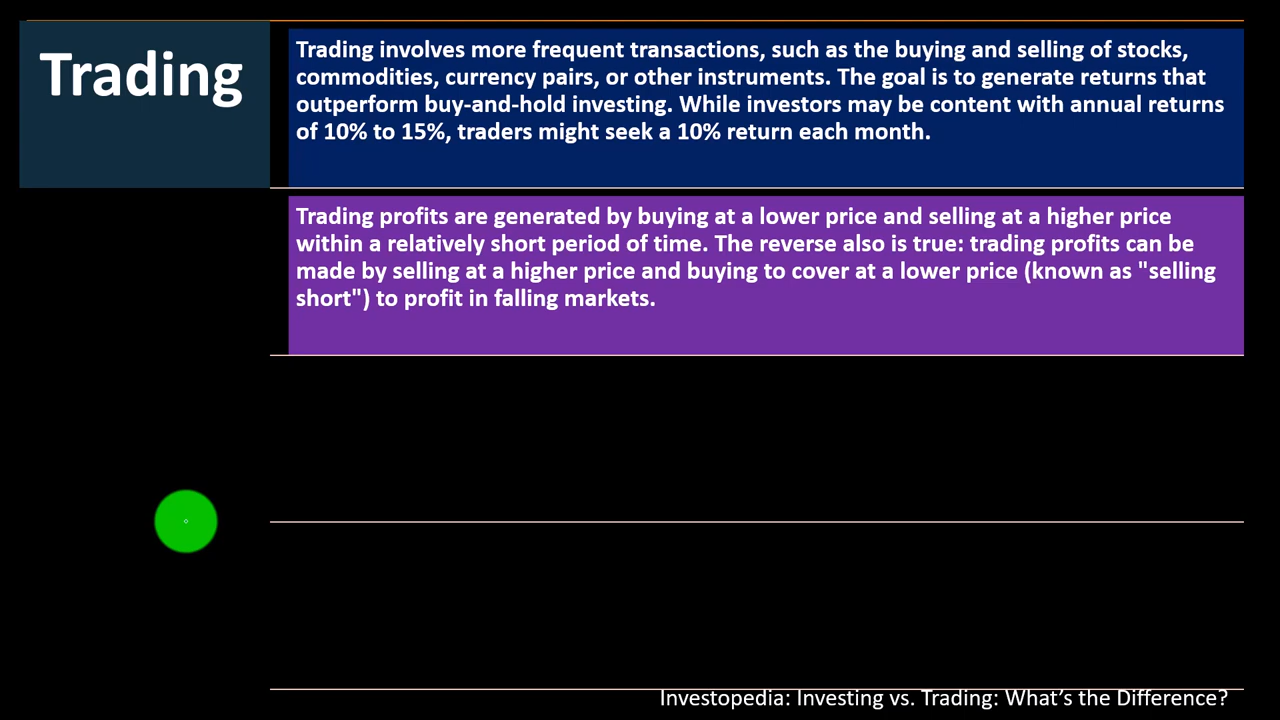 Trading
Trading involves more frequent transactions, such as the buying and selling of stocks,
commodities, currency pairs, or other instruments. The goal is to generate returns that
outperform buy-and-hold investing. While investors may be content with annual returns
of 10% to 15%, traders might seek a 10% return each month.
Trading profits are generated by buying at a lower price and selling at a higher price
within a relatively short period of time. The reverse also is true: trading profits can be
made by selling at a higher price and buying to cover at a lower price (known as "selling
short") to profit in falling markets.
Investopedia: Investing vs. Trading: What’s the Difference?